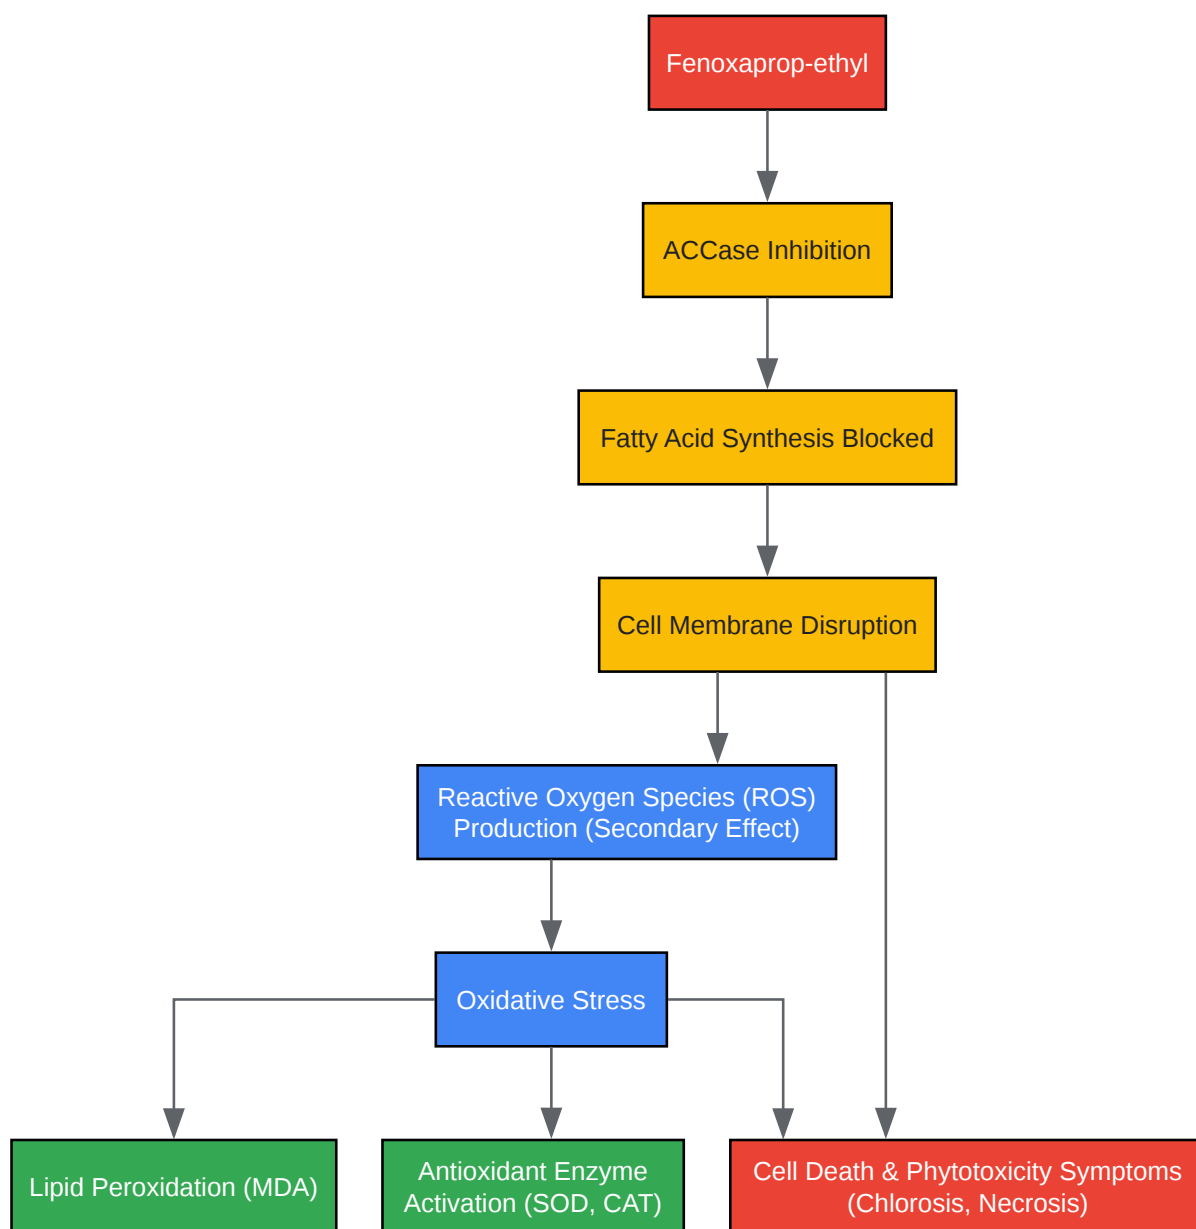 Fenoxaprop-ethyl
ACCase Inhibition
Fatty Acid Synthesis Blocked
Cell Membrane Disruption
Reactive Oxygen Species (ROS)
Production (Secondary Effect)
Oxidative Stress
Lipid Peroxidation (MDA)
Antioxidant Enzyme
Activation (SOD, CAT)
Cell Death & Phytotoxicity Symptoms
(Chlorosis, Necrosis)